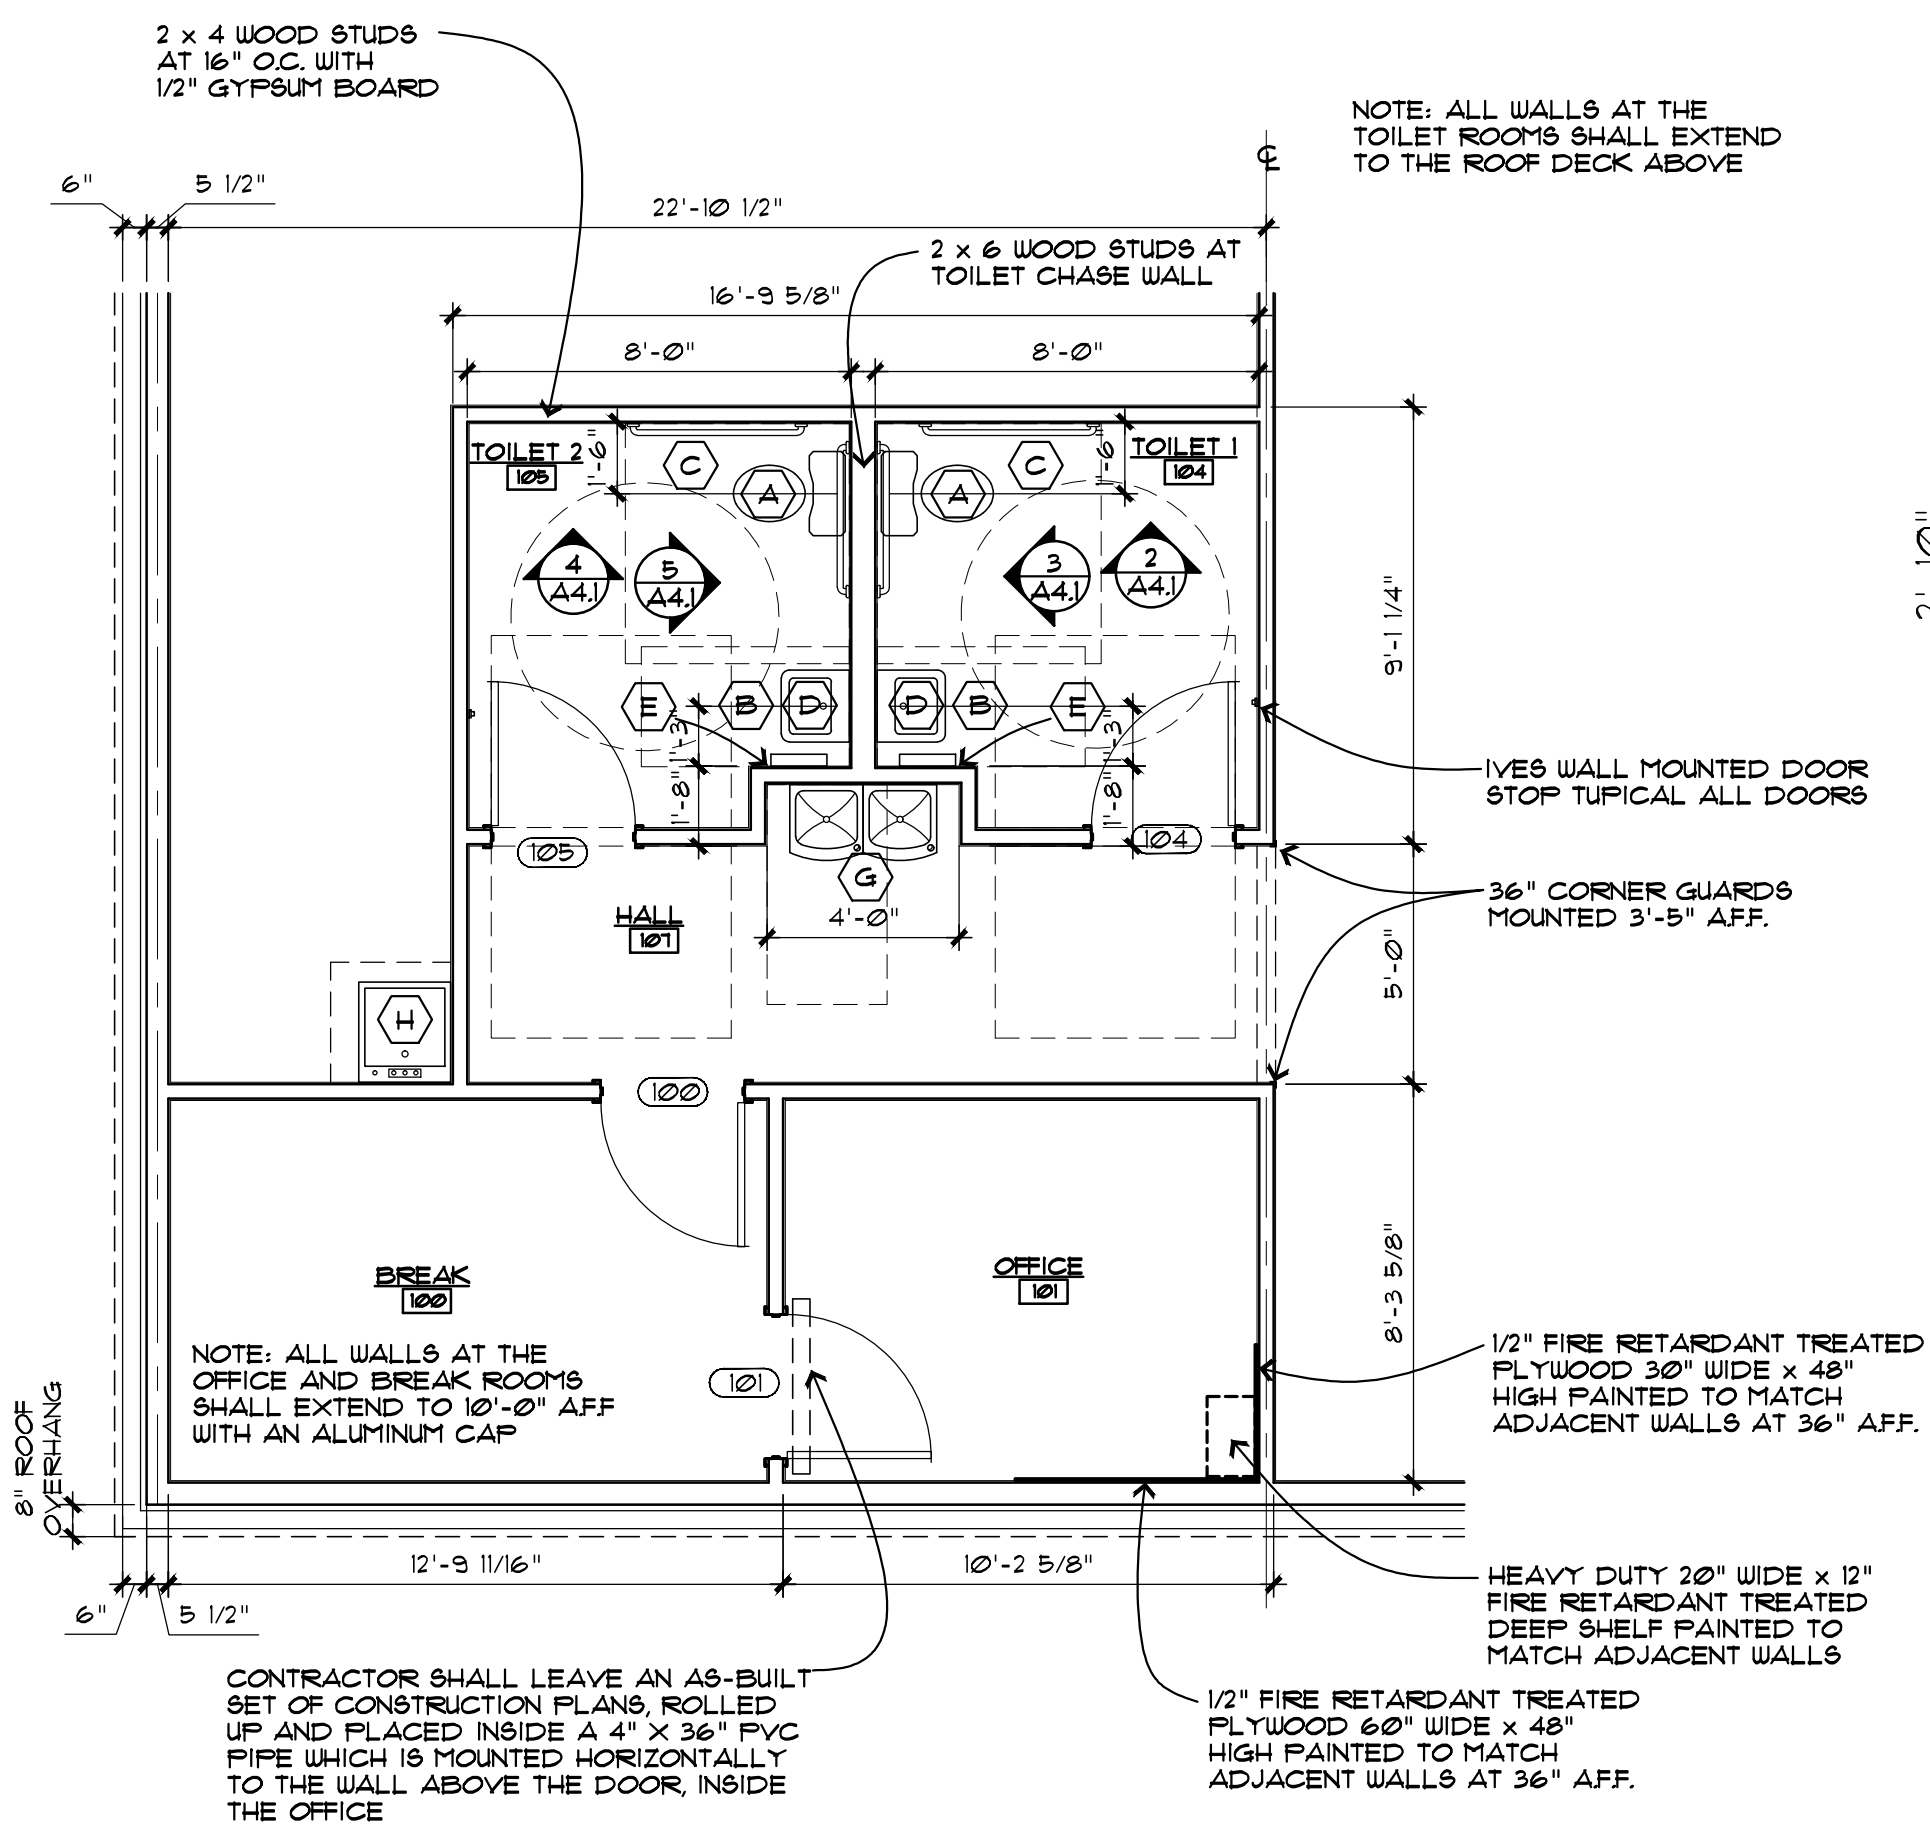 2 x 4 WOOD STUDS
AT 16" O.C. WITH
1/2" GYPSUM BOARD
NOTE: ALL WALLS AT THE
TOILET ROOMS SHALL EXTEND
TO THE ROOF DECK ABOVE
℄
6"
5 1/2"
22'-10 1/2"
2 x 6 WOOD STUDS AT
TOILET CHASE WALL
16'-9 5/8"
8'-0"
8'-0"
TOILET 2
105
1'-6"
C
A
A
C
1'-6"
TOILET 1
104
4
A4.1
5
A4.1
3
A4.1
2
A4.1
9'-1 1/4"
2'-10"
E
B
D
D
B
E
1'-3"
1'-3"
1'-8"
1'-8"
IVES WALL MOUNTED DOOR
STOP TUPICAL ALL DOORS
105
104
G
36" CORNER GUARDS
MOUNTED 3'-5" A.F.F.
HALL
107
4'-0"
5'-0"
H
100
BREAK
100
OFFICE
101
8'-3 5/8"
NOTE: ALL WALLS AT THE
OFFICE AND BREAK ROOMS
SHALL EXTEND TO 10'-0" A.F.F
WITH AN ALUMINUM CAP
101
1/2" FIRE RETARDANT TREATED
PLYWOOD 30" WIDE x 48"
HIGH PAINTED TO MATCH
ADJACENT WALLS AT 36" A.F.F.
8" ROOF
OVERHANG
12'-9 11/16"
10'-2 5/8"
6"
5 1/2"
HEAVY DUTY 20" WIDE x 12"
FIRE RETARDANT TREATED
DEEP SHELF PAINTED TO
MATCH ADJACENT WALLS
CONTRACTOR SHALL LEAVE AN AS-BUILT
SET OF CONSTRUCTION PLANS, ROLLED
UP AND PLACED INSIDE A 4" X 36" PVC
PIPE WHICH IS MOUNTED HORIZONTALLY
TO THE WALL ABOVE THE DOOR, INSIDE
THE OFFICE
1/2" FIRE RETARDANT TREATED
PLYWOOD 60" WIDE x 48"
HIGH PAINTED TO MATCH
ADJACENT WALLS AT 36" A.F.F.